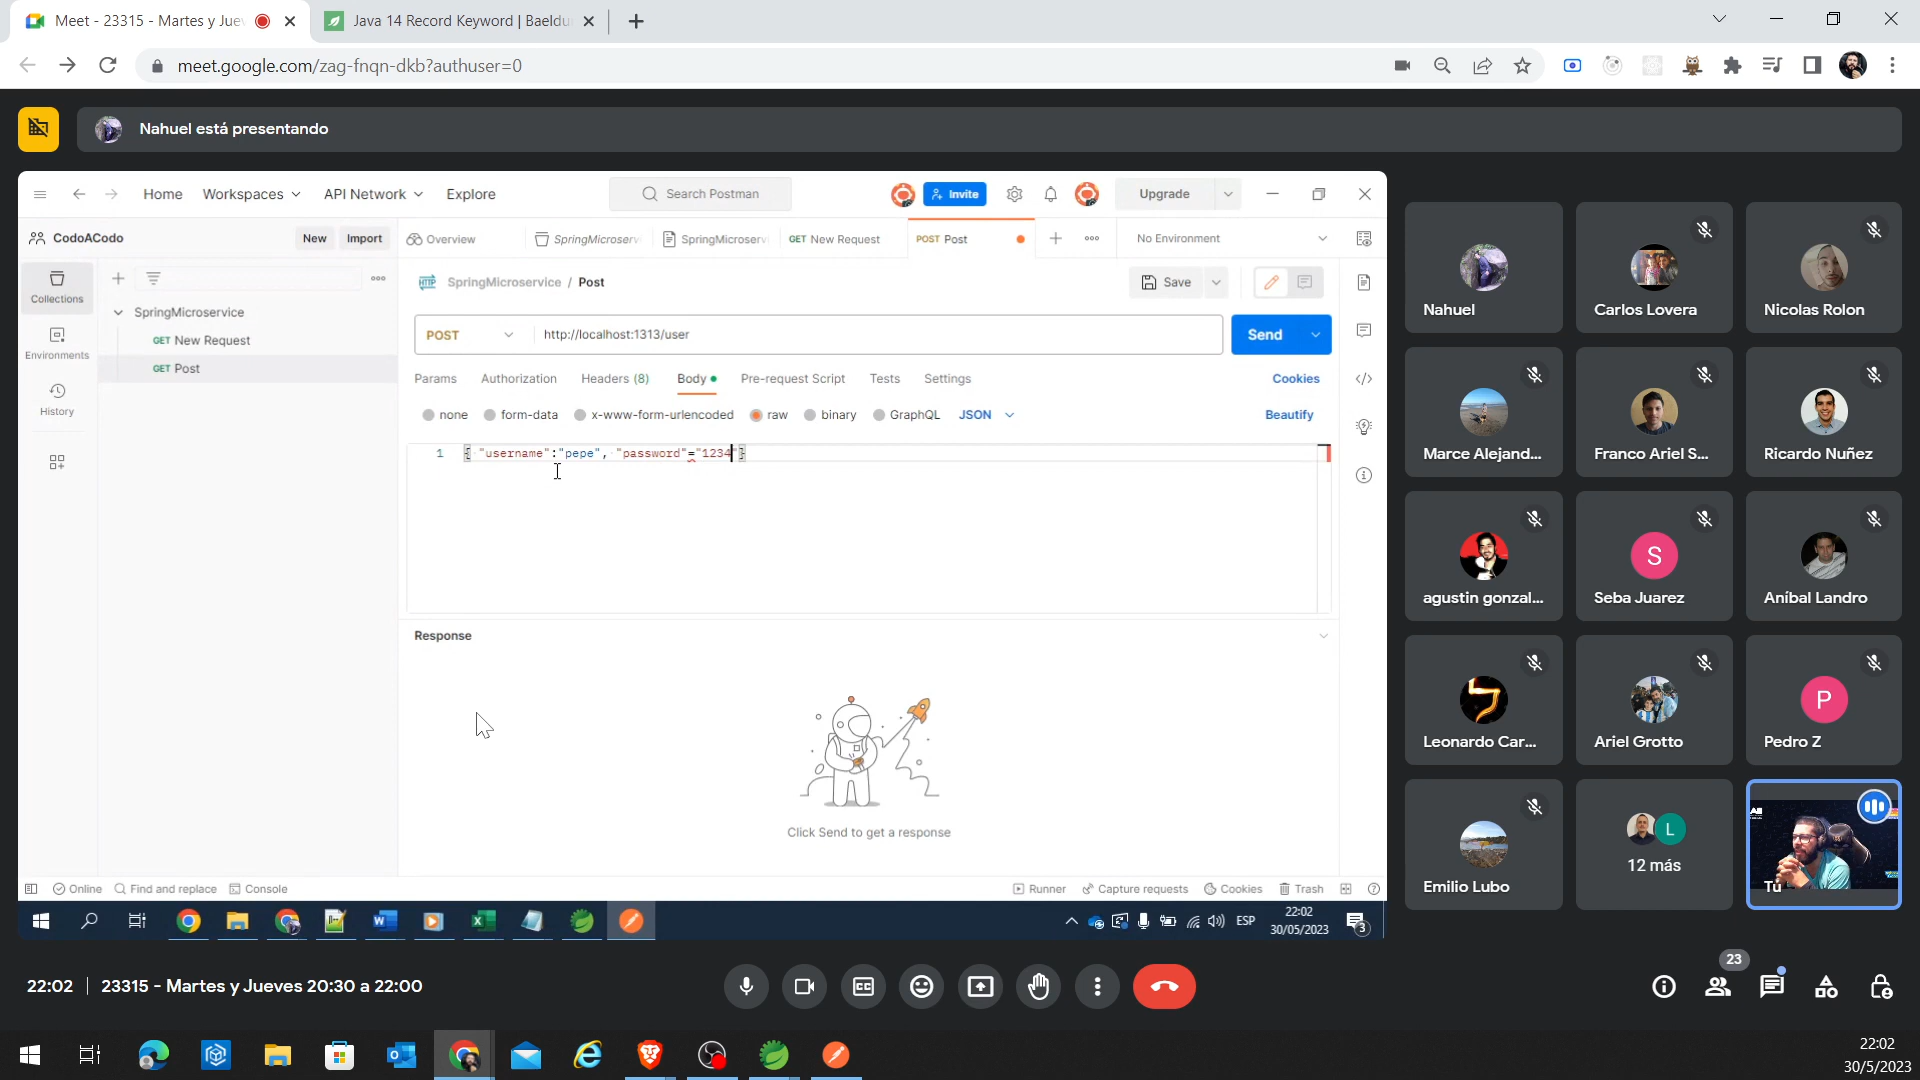 Meet - 23315 - Martes y Juev
Java 14 Record Keyword | Baeldu
meet.google.com/zag-fnqn-dkb?authuser=0
Nahuel está presentando
Home
Workspaces
API Network
Explore
Search Postman
Invite
Upgrade
CodoACodo
New
Import
Overview
SpringMicroserv
SpringMicroservi
GET New Request
POST Post
No Environment
Collections
Environments
History
SpringMicroservice
GET New Request
GET Post
HTTP
SpringMicroservice / Post
Save
POST
http://localhost:1313/user
Send
Params
Authorization
Headers (8)
Body
Pre-request Script
Tests
Settings
Cookies
none
form-data
x-www-form-urlencoded
raw
binary
GraphQL
JSON
Beautify
1
{ "username":"pepe", "password"="1234"}
Response
Click Send to get a response
Online
Find and replace
Console
Runner
Capture requests
Cookies
Trash
ESP
22:02
30/05/2023
3
Nahuel
Carlos Lovera
Nicolas Rolon
Marce Alejand...
Franco Ariel S...
Ricardo Nuñez
agustin gonzal...
S
Seba Juarez
Aníbal Landro
Leonardo Car...
Ariel Grotto
P
Pedro Z
Emilio Lubo
L
12 más
Tú
22:02
23315 - Martes y Jueves 20:30 a 22:00
23
22:02
30/5/2023